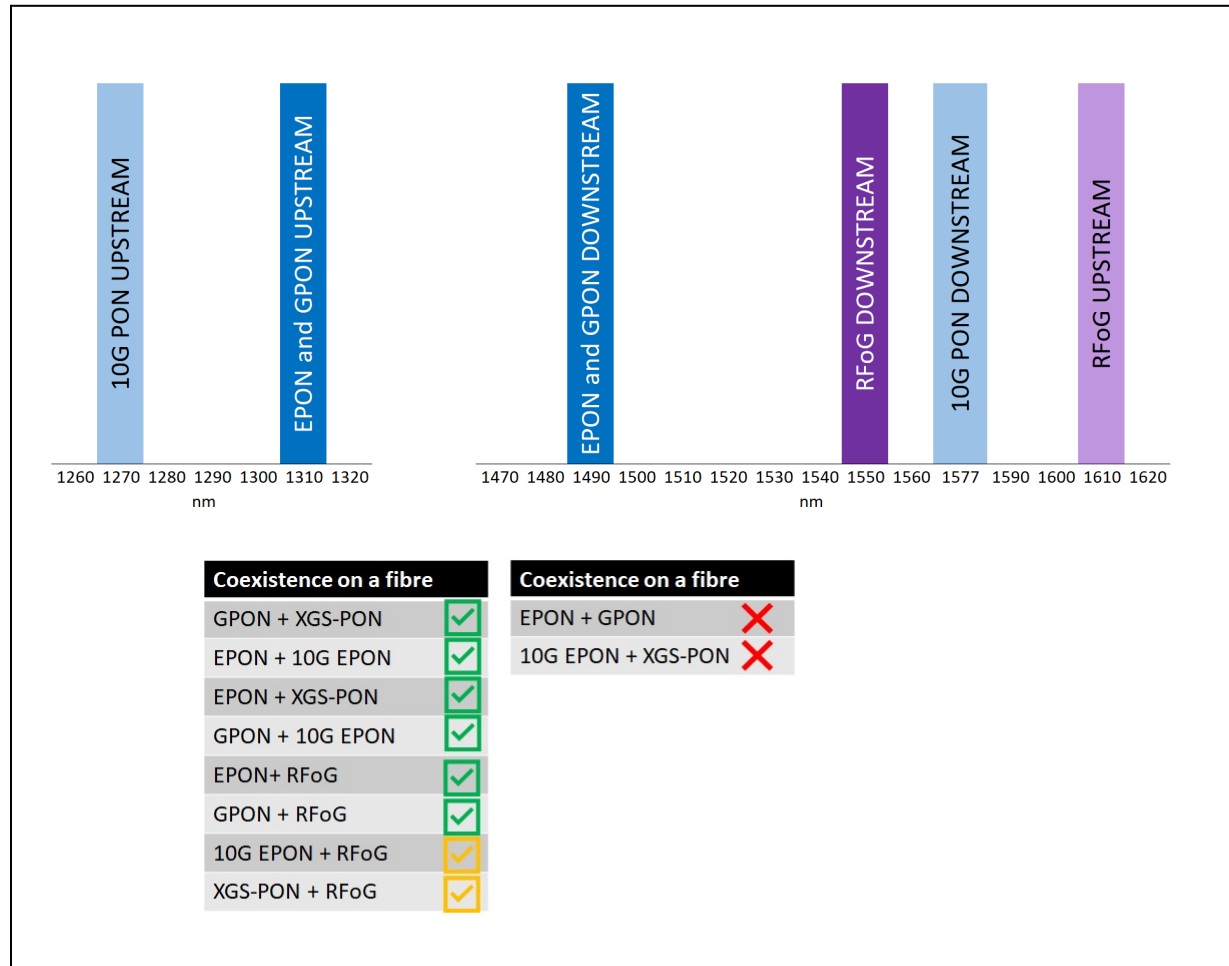 10G PON UPSTREAM
EPON and GPON UPSTREAM
EPON and GPON DOWNSTREAM
RFoG DOWNSTREAM
10G PON DOWNSTREAM
RFoG UPSTREAM
1260 1270 1280 1290 1300 1310 1320
nm
1470 1480 1490 1500 1510 1520 1530 1540 1550 1560 1577 1590 1600 1610 1620
nm
Coexistence on a fibre
GPON + XGS-PON
EPON + 10G EPON
EPON + XGS-PON
GPON + 10G EPON
EPON+ RFoG
GPON + RFoG
10G EPON + RFoG
XGS-PON + RFoG
Coexistence on a fibre
EPON + GPON
10G EPON + XGS-PON